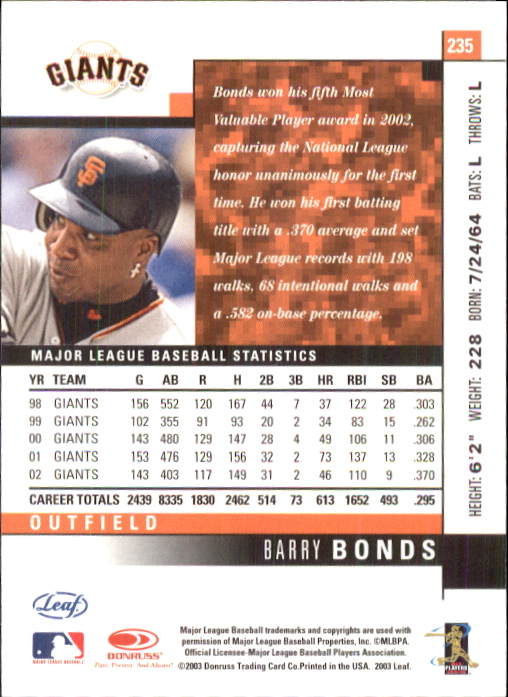 235
GIANTS
Bonds won his fifth Most
Valuable Player award in 2002,
capturing the National League
honor unanimously for the first
time. He won his first batting
title with a .370 average and set
Major League records with 198
walks, 68 intentional walks and
a .582 on-base percentage.
HEIGHT: 6'2" WEIGHT: 228 BORN: 7/24/64 BATS: L THROWS: L
SF
MAJOR LEAGUE BASEBALL STATISTICS
YR TEAM G AB R H 2B 3B HR RBI SB BA
98 GIANTS 156 552 120 167 44 7 37 122 28 .303
99 GIANTS 102 355 91 93 20 2 34 83 15 .262
00 GIANTS 143 480 129 147 28 4 49 106 11 .306
01 GIANTS 153 476 129 156 32 2 73 137 13 .328
02 GIANTS 143 403 117 149 31 2 46 110 9 .370
CAREER TOTALS 2439 8335 1830 2462 514 73 613 1652 493 .295
OUTFIELD
BARRY BONDS
Leaf
MAJOR LEAGUE BASEBALL
DONRUSS
Past, Present, And Always
Major League Baseball trademarks and copyrights are used with
permission of Major League Baseball Properties, Inc. ©MLBPA.
Official Licensee-Major League Baseball Players Association.
©2003 Donruss Trading Card Co.Printed in the USA. 2003 Leaf.
PLAYERS